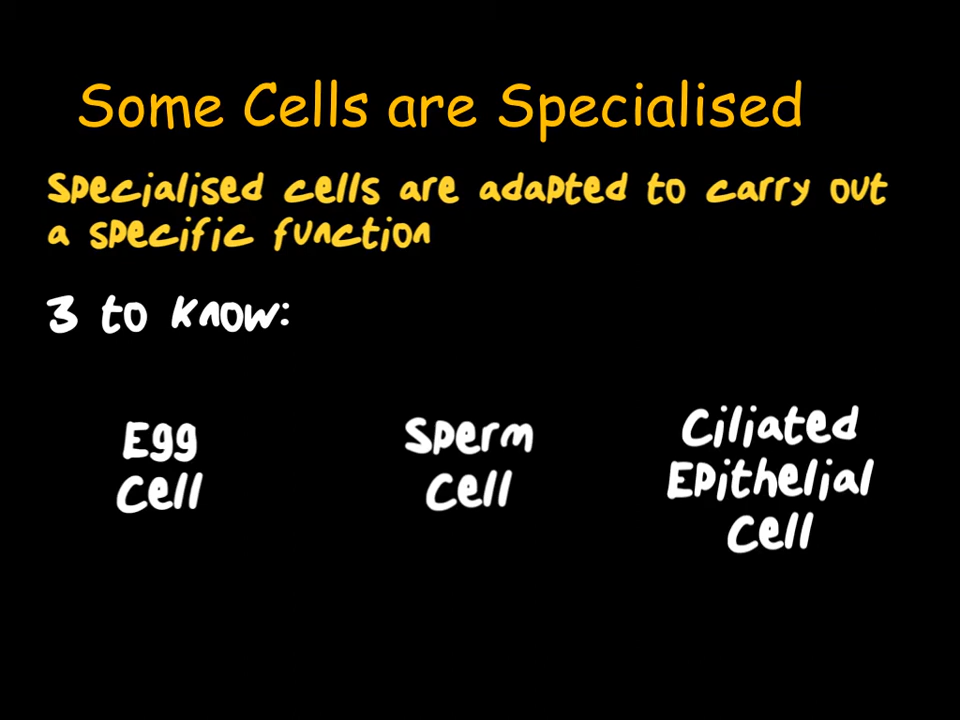 Some Cells are Specialised
Specialised cells are adapted to carry out
a specific function
3 to know:
Egg
Cell
Sperm
Cell
Ciliated
Epithelial
Cell